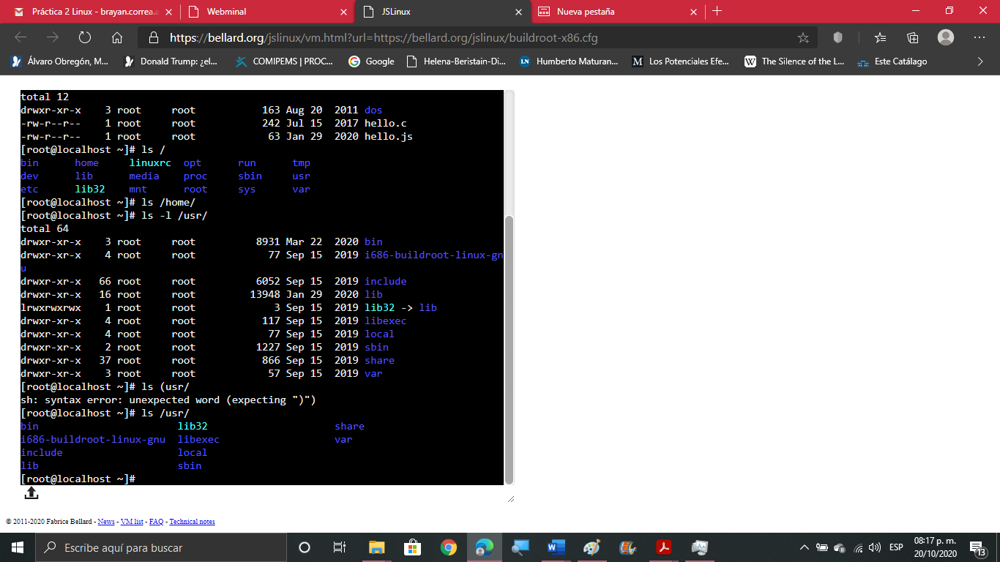 Práctica 2 Linux - brayan.correa.a
Webminal
JSLinux
Nueva pestaña
https://bellard.org/jslinux/vm.html?url=https://bellard.org/jslinux/buildroot-x86.cfg
Álvaro Obregón, M...
Donald Trump: ¿el...
COMIPEMS | PROC...
Google
Helena-Beristain-Di...
LN
Humberto Maturan...
M
Los Potenciales Efe...
W
The Silence of the L...
Este Catálago
total 12
drwxr-xr-x    3 root     root           163 Aug 20  2011 dos
-rw-r--r--    1 root     root           242 Jul 15  2017 hello.c
-rw-r--r--    1 root     root            63 Jan 29  2020 hello.js
[root@localhost ~]# ls /
bin      home     linuxrc  opt      run      tmp
dev      lib      media    proc     sbin     usr
etc      lib32    mnt      root     sys      var
[root@localhost ~]# ls /home/
[root@localhost ~]# ls -l /usr/
total 64
drwxr-xr-x    3 root     root          8931 Mar 22  2020 bin
drwxr-xr-x    4 root     root            77 Sep 15  2019 i686-buildroot-linux-gn
u
drwxr-xr-x   66 root     root          6052 Sep 15  2019 include
drwxr-xr-x   16 root     root         13948 Jan 29  2020 lib
lrwxrwxrwx    1 root     root             3 Sep 15  2019 lib32 -> lib
drwxr-xr-x    4 root     root           117 Sep 15  2019 libexec
drwxr-xr-x    4 root     root            77 Sep 15  2019 local
drwxr-xr-x    2 root     root          1227 Sep 15  2019 sbin
drwxr-xr-x   37 root     root           866 Sep 15  2019 share
drwxr-xr-x    3 root     root            57 Sep 15  2019 var
[root@localhost ~]# ls (usr/
sh: syntax error: unexpected word (expecting ")")
[root@localhost ~]# ls /usr/
bin                       lib32                     share
i686-buildroot-linux-gnu  libexec                   var
include                   local
lib                       sbin
[root@localhost ~]#
© 2011-2020 Fabrice Bellard - News - VM list - FAQ - Technical notes
Escribe aquí para buscar
ESP
08:17 p. m.
20/10/2020
13